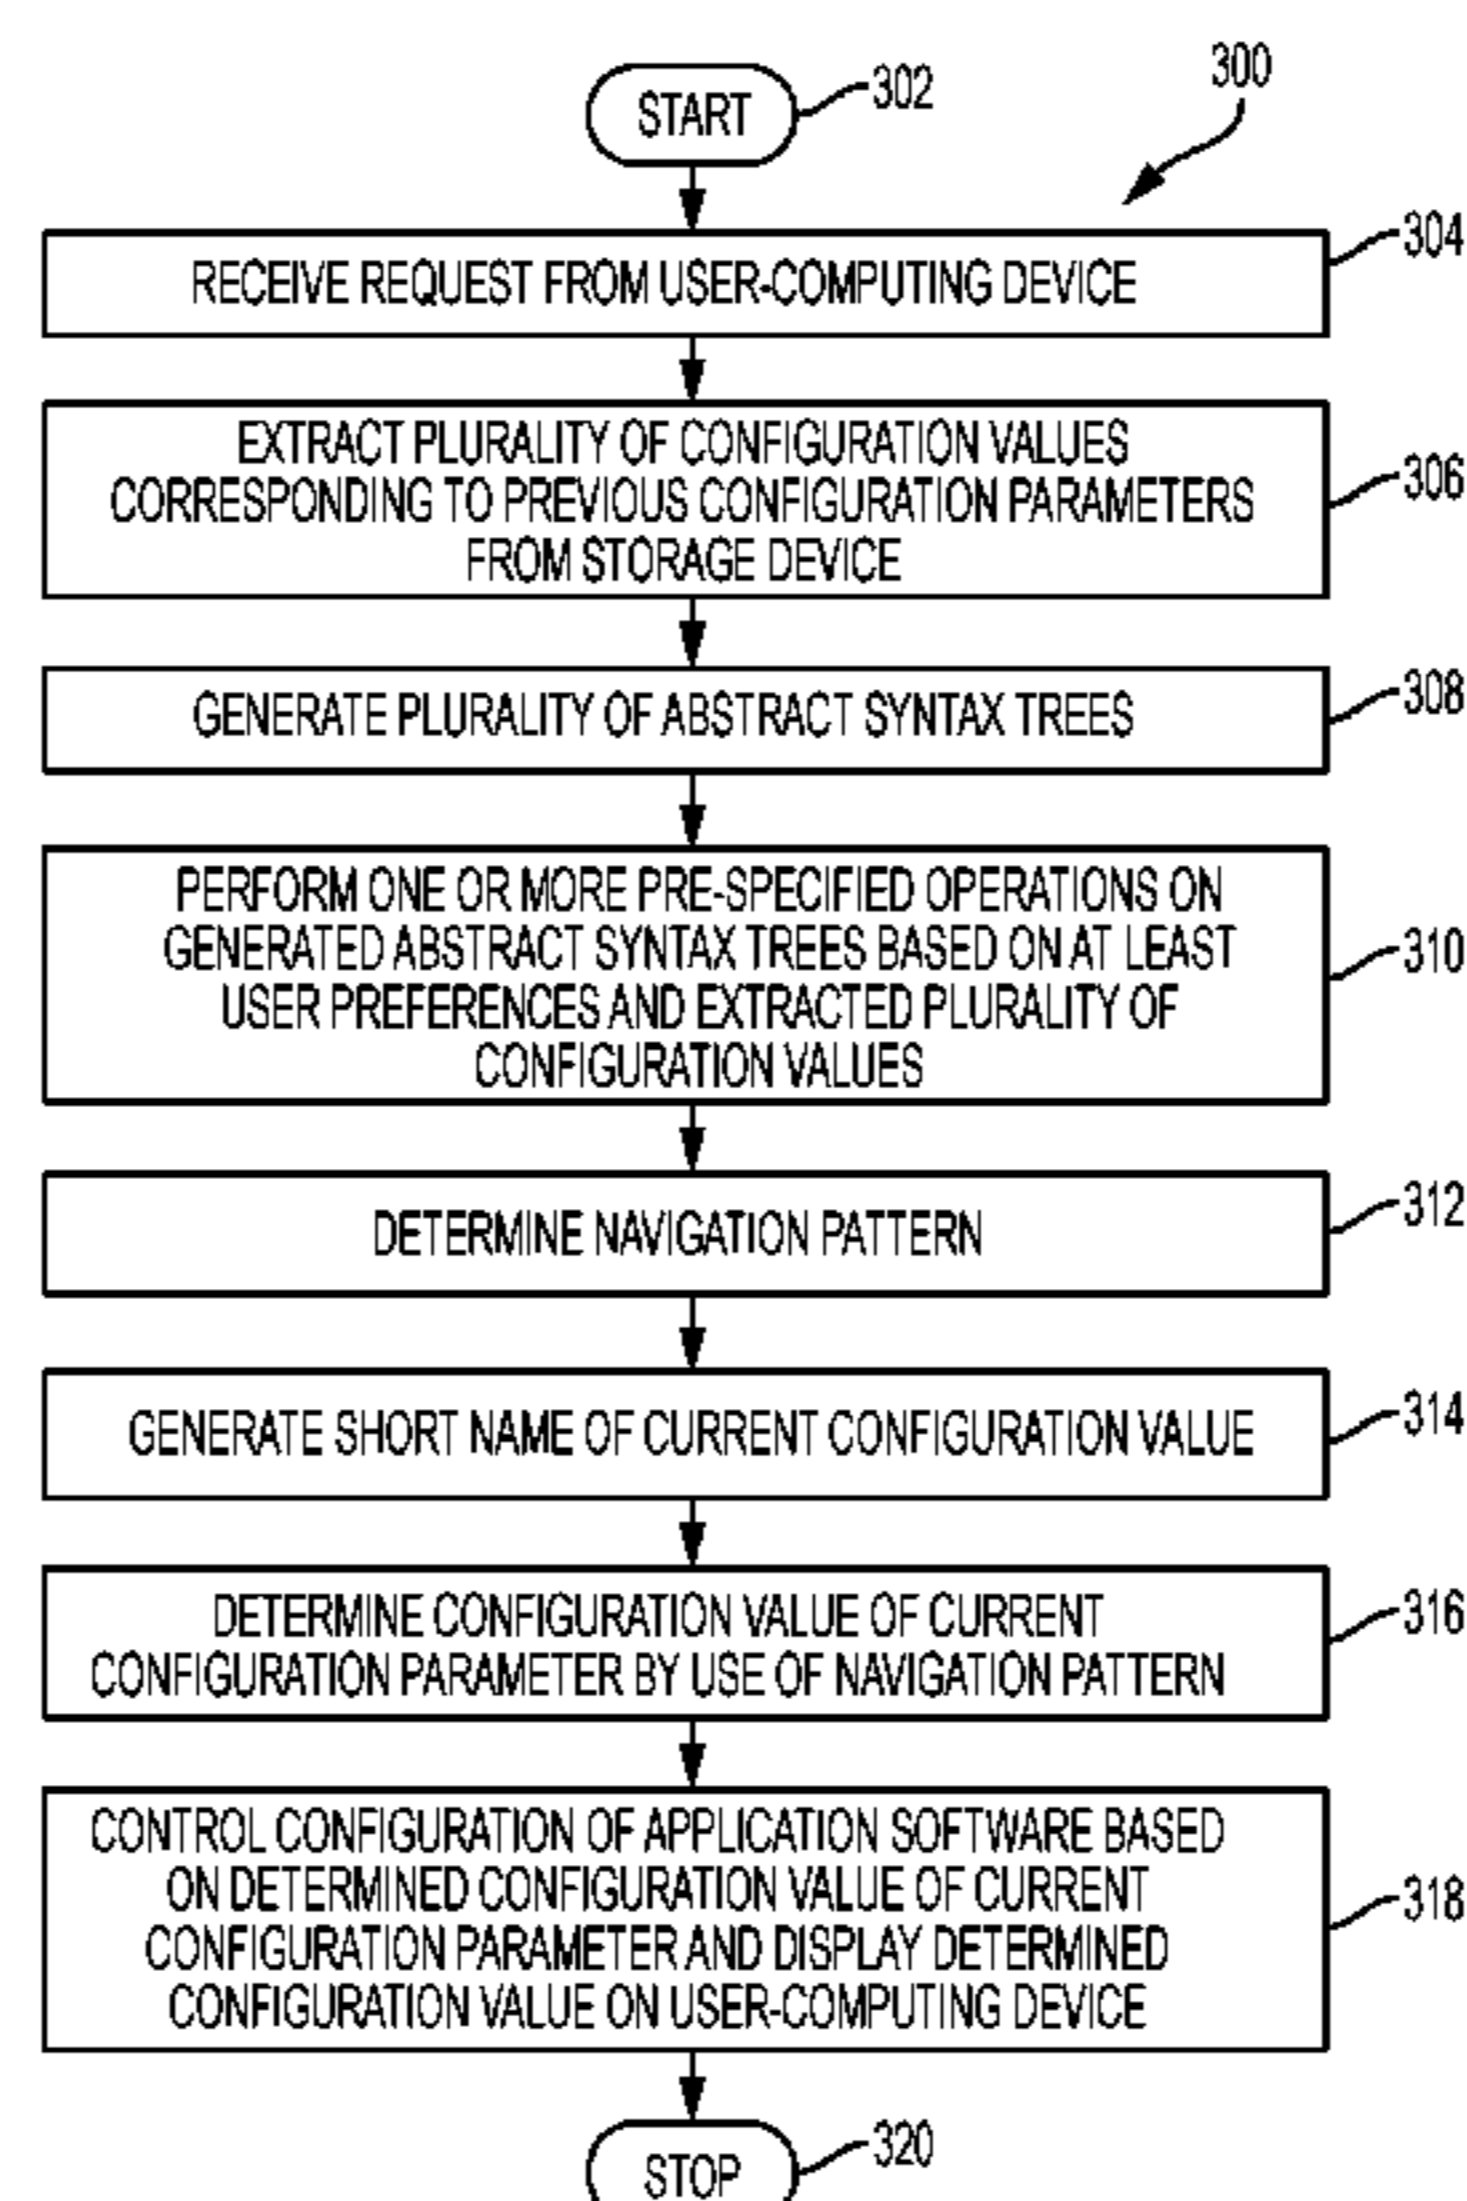 300
START
302
RECEIVE REQUEST FROM USER-COMPUTING DEVICE
304
EXTRACT PLURALITY OF CONFIGURATION VALUES
CORRESPONDING TO PREVIOUS CONFIGURATION PARAMETERS
FROM STORAGE DEVICE
306
GENERATE PLURALITY OF ABSTRACT SYNTAX TREES
308
PERFORM ONE OR MORE PRE-SPECIFIED OPERATIONS ON
GENERATED ABSTRACT SYNTAX TREES BASED ON AT LEAST
USER PREFERENCES AND EXTRACTED PLURALITY OF
CONFIGURATION VALUES
310
DETERMINE NAVIGATION PATTERN
312
GENERATE SHORT NAME OF CURRENT CONFIGURATION VALUE
314
DETERMINE CONFIGURATION VALUE OF CURRENT
CONFIGURATION PARAMETER BY USE OF NAVIGATION PATTERN
316
CONTROL CONFIGURATION OF APPLICATION SOFTWARE BASED
ON DETERMINED CONFIGURATION VALUE OF CURRENT
CONFIGURATION PARAMETER AND DISPLAY DETERMINED
CONFIGURATION VALUE ON USER-COMPUTING DEVICE
318
STOP
320